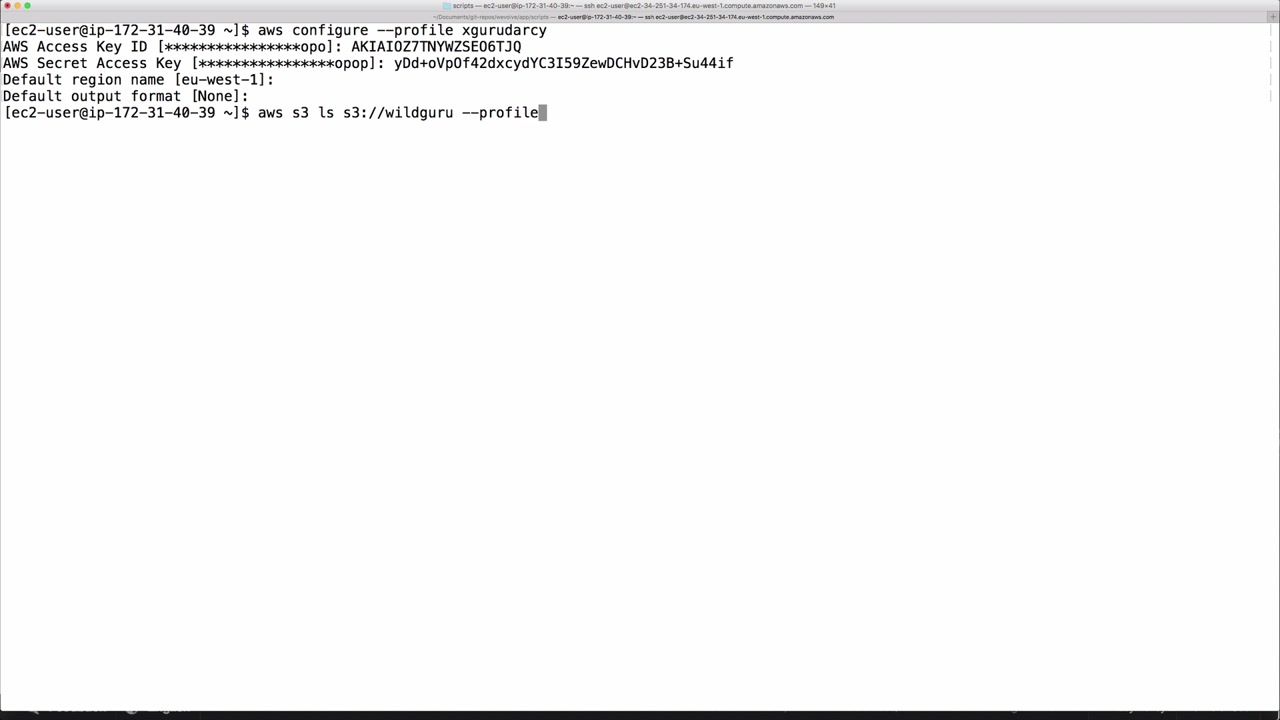 scripts — ec2-user@ip-172-31-40-39:~ — ssh ec2-user@ec2-34-251-34-174.eu-west-1.compute.amazonaws.com — 149×41
~/Documents/git-repos/wevolve/app/scripts — ec2-user@ip-172-31-40-39:~ — ssh ec2-user@ec2-34-251-34-174.eu-west-1.compute.amazonaws.com
[ec2-user@ip-172-31-40-39 ~]$ aws configure --profile xgurudarcy
AWS Access Key ID [****************opo]: AKIAIOZ7TNYWZSEO6TJQ
AWS Secret Access Key [****************opop]: 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
Default region name [eu-west-1]:
Default output format [None]:
[ec2-user@ip-172-31-40-39 ~]$ aws s3 ls s3://wildguru --profile